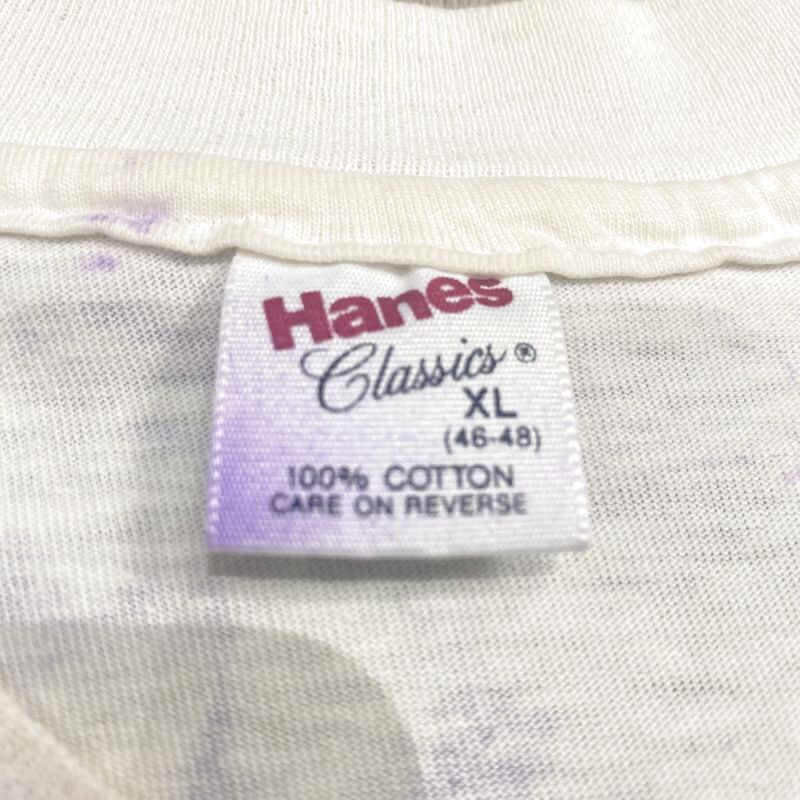 Hanes
Classics®
XL
(46-48)
100% COTTON
CARE ON REVERSE